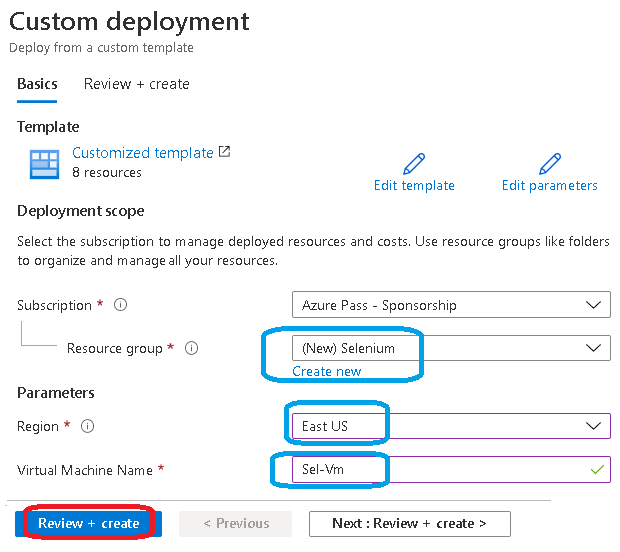 Custom deployment
Deploy from a custom template
Basics Review + create
Template
Customized template
8 resources
Edit template Edit parameters
Deployment scope
Select the subscription to manage deployed resources and costs. Use resource groups like folders
to organize and manage all your resources.
Subscription * Azure Pass - Sponsorship
Resource group * (New) Selenium
Create new
Parameters
Region * East US
Virtual Machine Name * Sel-Vm
Review + create < Previous Next : Review + create >